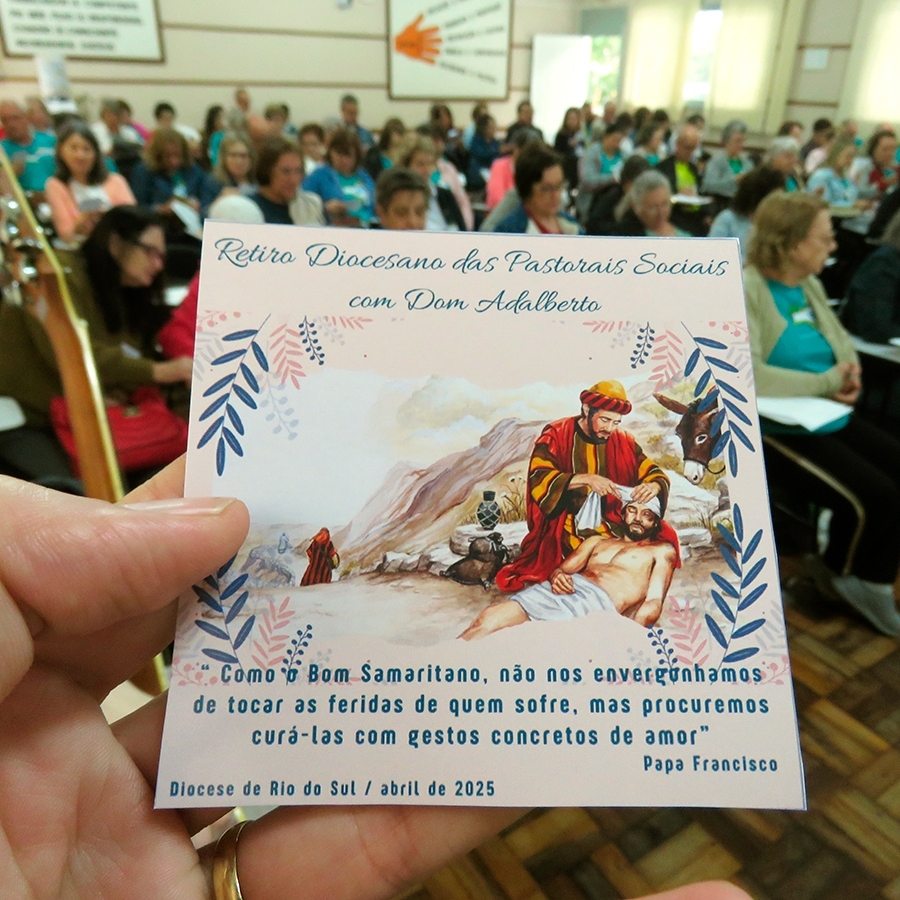 Retiro Diocesano das Pastorais Sociais
com Dom Adalberto
“ Como o Bom Samaritano, não nos envergonhamos
de tocar as feridas de quem sofre, mas procuremos
curá-las com gestos concretos de amor”
Papa Francisco
Diocese de Rio do Sul / abril de 2025